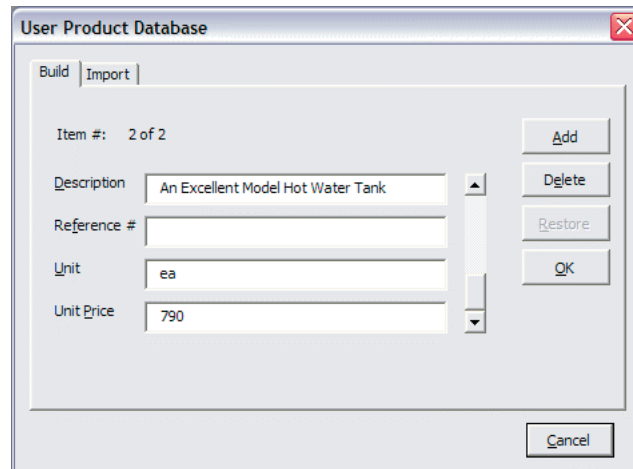 User Product Database
Build Import
Item #: 2 of 2
Add
Description An Excellent Model Hot Water Tank
Delete
Reference #
Restore
Unit ea
OK
Unit Price 790
Cancel